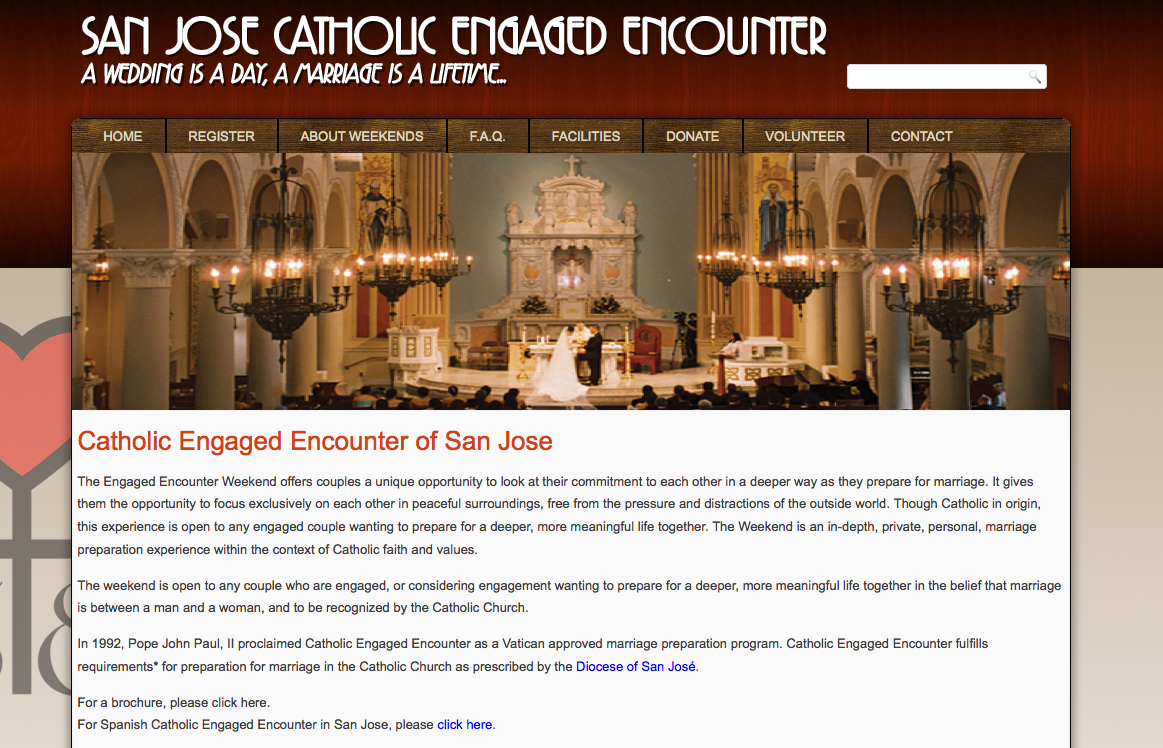 SAN JOSE CATHOLIC ENGAGED ENCOUNTER
A WEDDING IS A DAY, A MARRIAGE IS A LIFETIME...
HOME REGISTER ABOUT WEEKENDS F.A.Q. FACILITIES DONATE VOLUNTEER CONTACT
Catholic Engaged Encounter of San Jose
The Engaged Encounter Weekend offers couples a unique opportunity to look at their commitment to each other in a deeper way as they prepare for marriage. It gives
them the opportunity to focus exclusively on each other in peaceful surroundings, free from the pressure and distractions of the outside world. Though Catholic in origin,
this experience is open to any engaged couple wanting to prepare for a deeper, more meaningful life together. The Weekend is an in-depth, private, personal, marriage
preparation experience within the context of Catholic faith and values.
The weekend is open to any couple who are engaged, or considering engagement wanting to prepare for a deeper, more meaningful life together in the belief that marriage
is between a man and a woman, and to be recognized by the Catholic Church.
In 1992, Pope John Paul, II proclaimed Catholic Engaged Encounter as a Vatican approved marriage preparation program. Catholic Engaged Encounter fulfills
requirements* for preparation for marriage in the Catholic Church as prescribed by the Diocese of San José.
For a brochure, please click here.
For Spanish Catholic Engaged Encounter in San Jose, please click here.